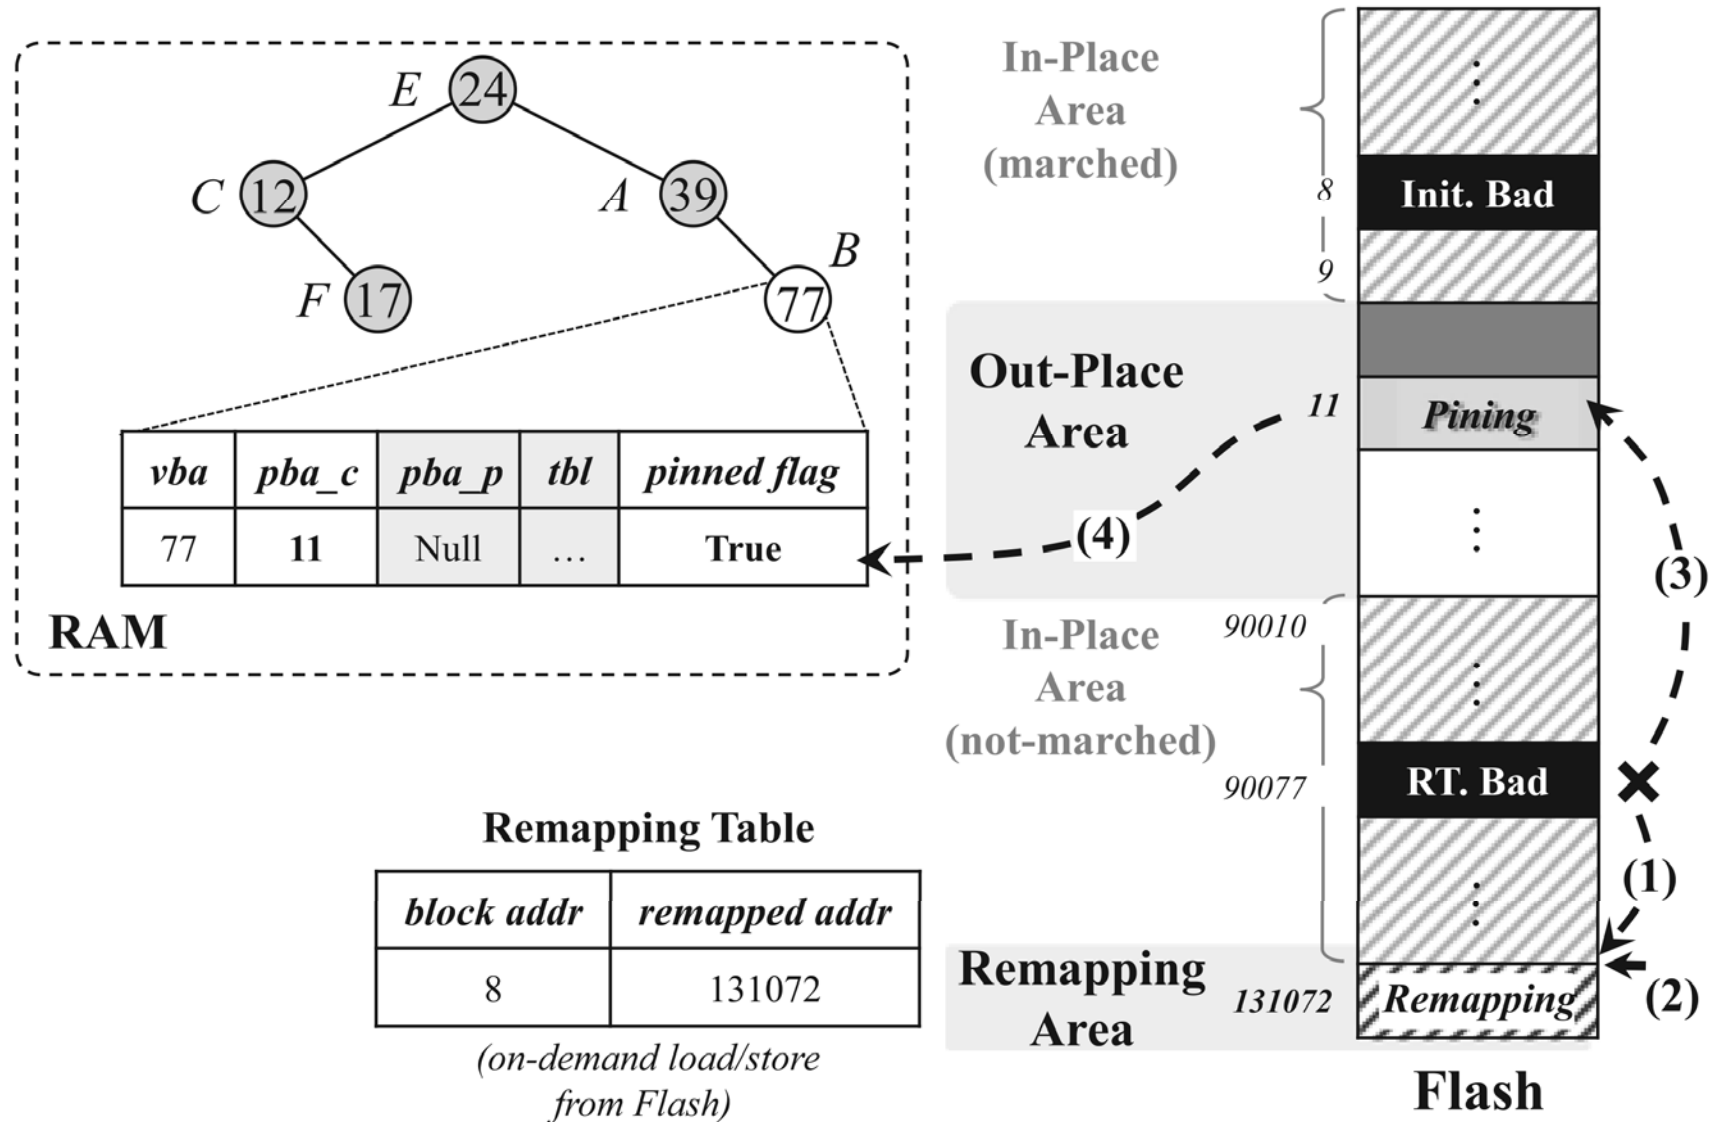 E 24
C 12
A 39
F 17
B
77
vba pba_c pba_p tbl pinned flag
77 11 Null … True
RAM
Remapping Table
block addr remapped addr
8 131072
(on-demand load/store
from Flash)
In-Place
Area
(marched)
8 Init. Bad
9
Out-Place
Area
11 Pining
(4)
(3)
In-Place
Area
(not-marched)
90010
90077 RT. Bad
(1)
Remapping
Area
131072 Remapping
(2)
Flash